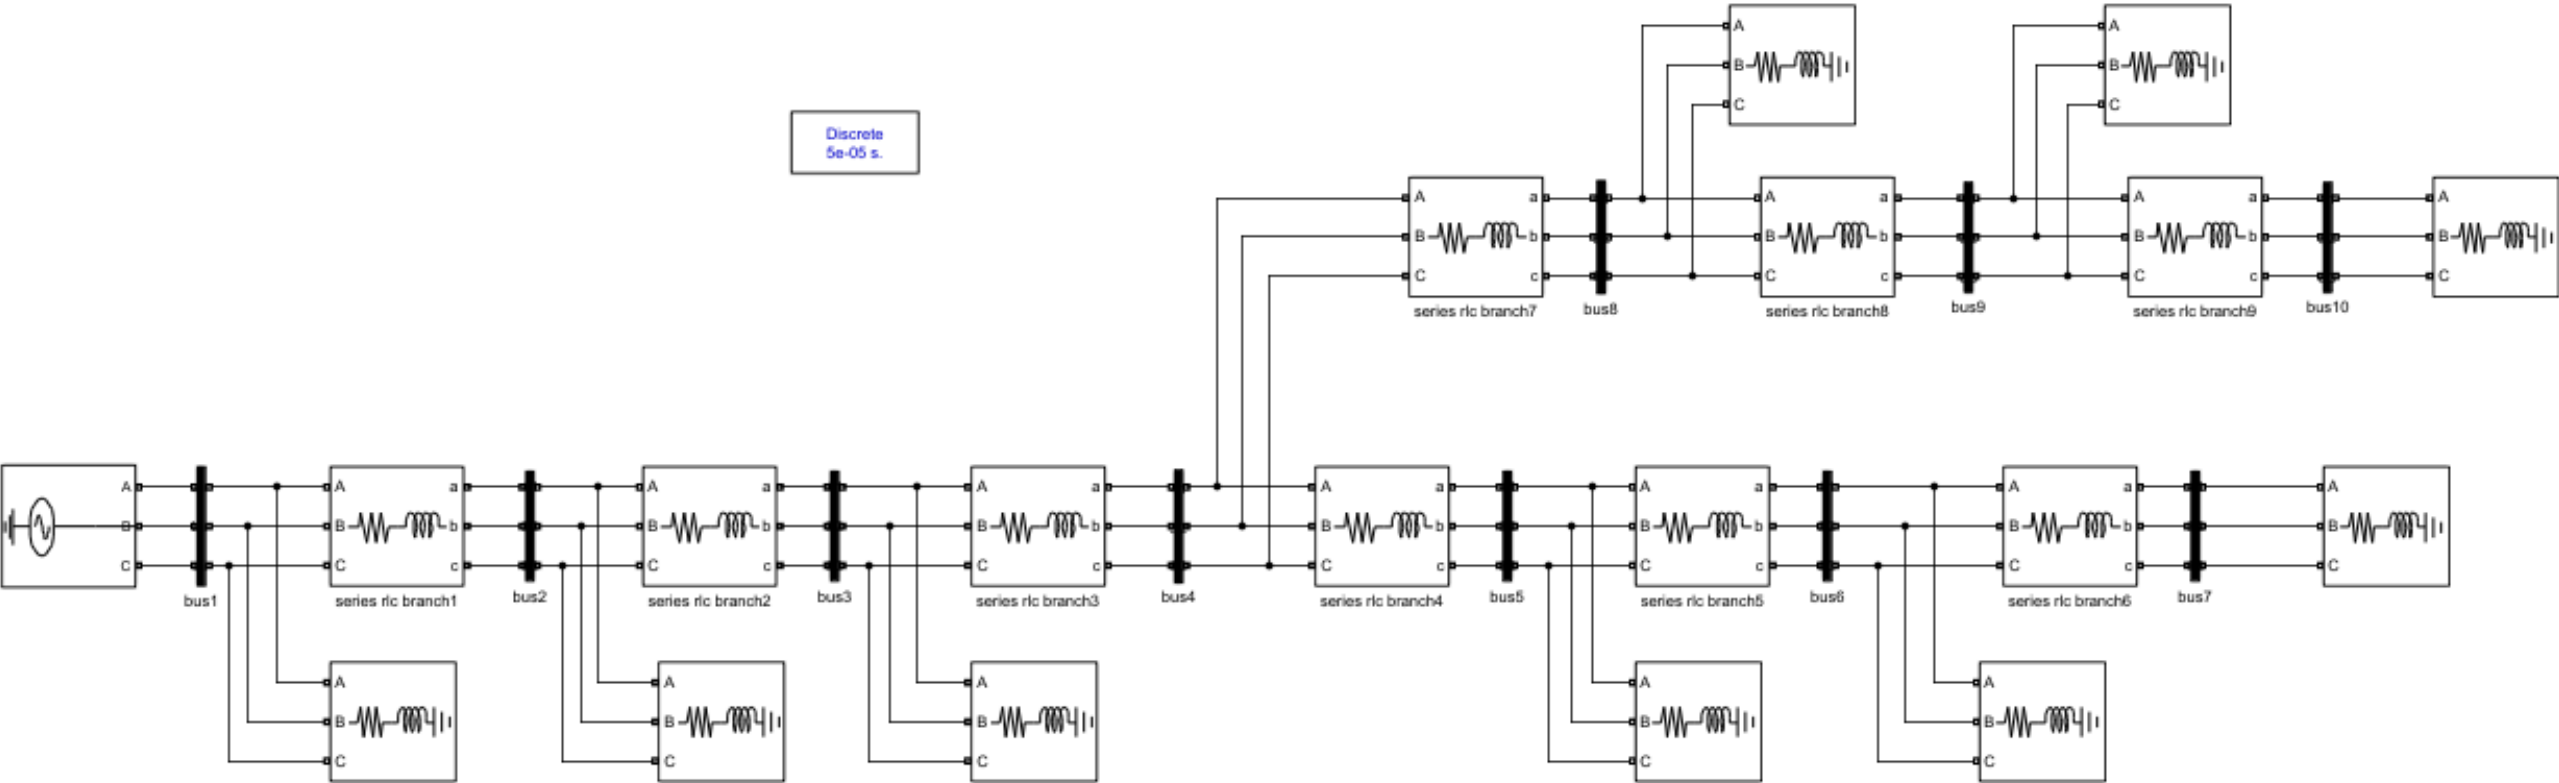 Discrete
5e-05 s.
A
B
C
A
B
C
A a
B b
C c
series rlc branch7
bus8
A a
B b
C c
series rlc branch8
bus9
A a
B b
C c
series rlc branch9
bus10
A
B
C
A
B
C
bus1
A a
B b
C c
series rlc branch1
bus2
A a
B b
C c
series rlc branch2
bus3
A a
B b
C c
series rlc branch3
bus4
A a
B b
C c
series rlc branch4
bus5
A a
B b
C c
series rlc branch5
bus6
A a
B b
C c
series rlc branch6
bus7
A
B
C
A
B
C
A
B
C
A
B
C
A
B
C
A
B
C